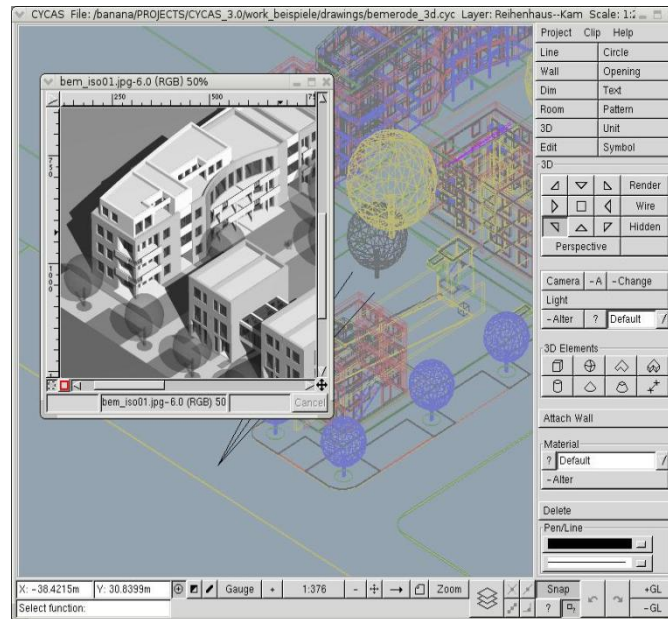 CYCAS File: /banana/PROJECTS/CYCAS_3.0/work_beispiele/drawings/bemerode_3d.cyc Layer: Reihenhaus--Kam Scale: 1:2
Project Clip Help
Line Circle
Wall Opening
Dim Text
Room Pattern
3D Unit
Edit Symbol
3D
Render
Wire
Hidden
Perspective
Camera -A -Change
Light
-Alter ? Default
3D Elements
Attach Wall
Material
? Default
-Alter
Delete
Pen/Line
bem_iso01.jpg-6.0 (RGB) 50%
250 500 75
750
1000
bem_iso01.jpg-6.0 (RGB) 50 Cancel
X: -38.4215m Y: 30.8399m Gauge + 1:376 - Zoom Snap +GL
Select function: ? -GL